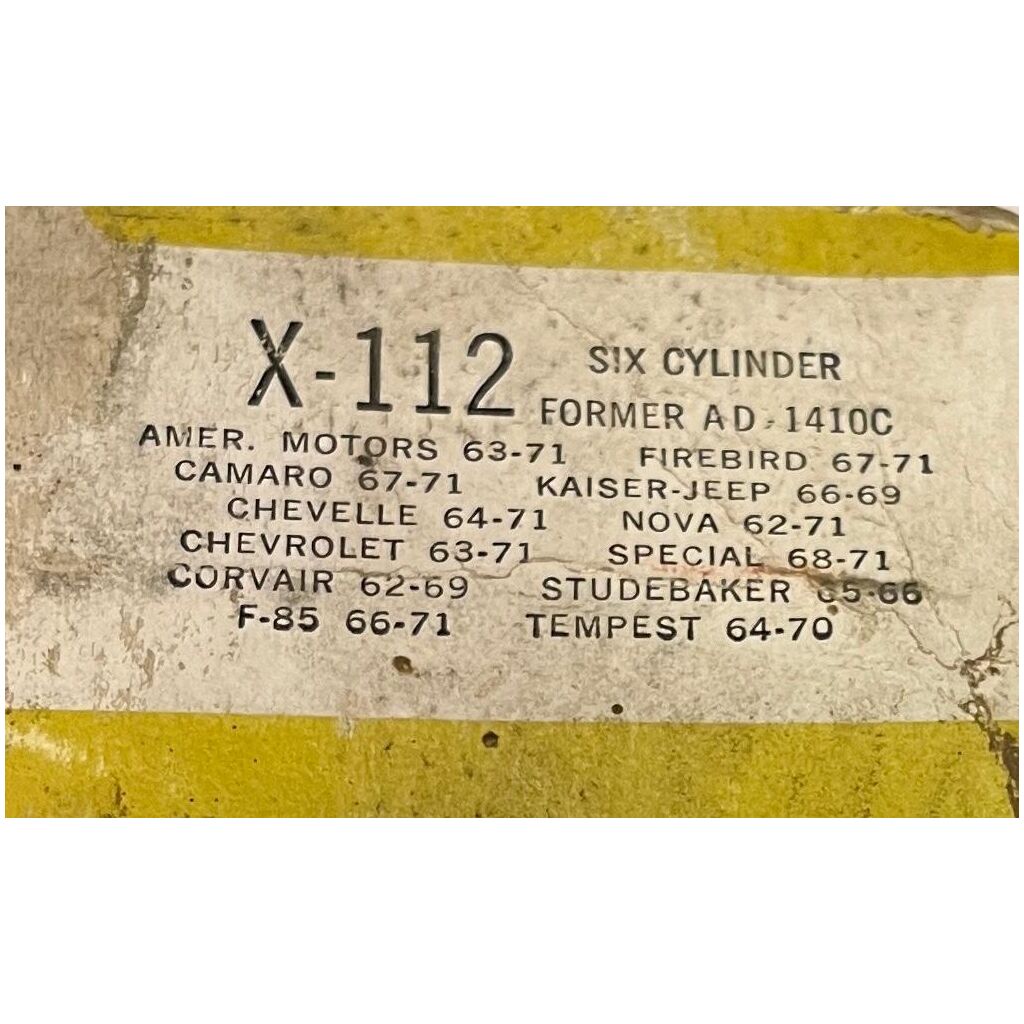 X-112 SIX CYLINDER
FORMER AD-1410C
AMER. MOTORS 63-71 FIREBIRD 67-71
CAMARO 67-71 KAISER-JEEP 66-69
CHEVELLE 64-71 NOVA 62-71
CHEVROLET 63-71 SPECIAL 68-71
CORVAIR 62-69 STUDEBAKER 65-66
F-85 66-71 TEMPEST 64-70